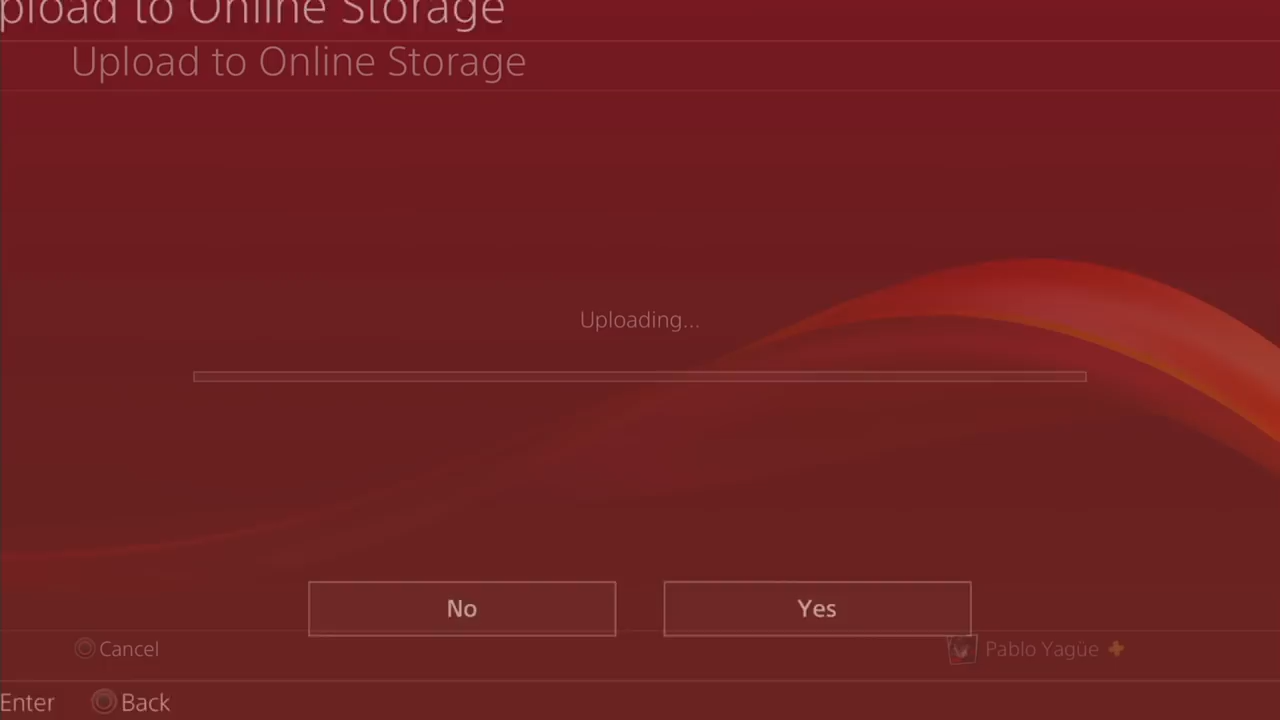 pload to Online Storage
Upload to Online Storage
Uploading...
No
Yes
Cancel
Pablo Yagüe
Enter
Back